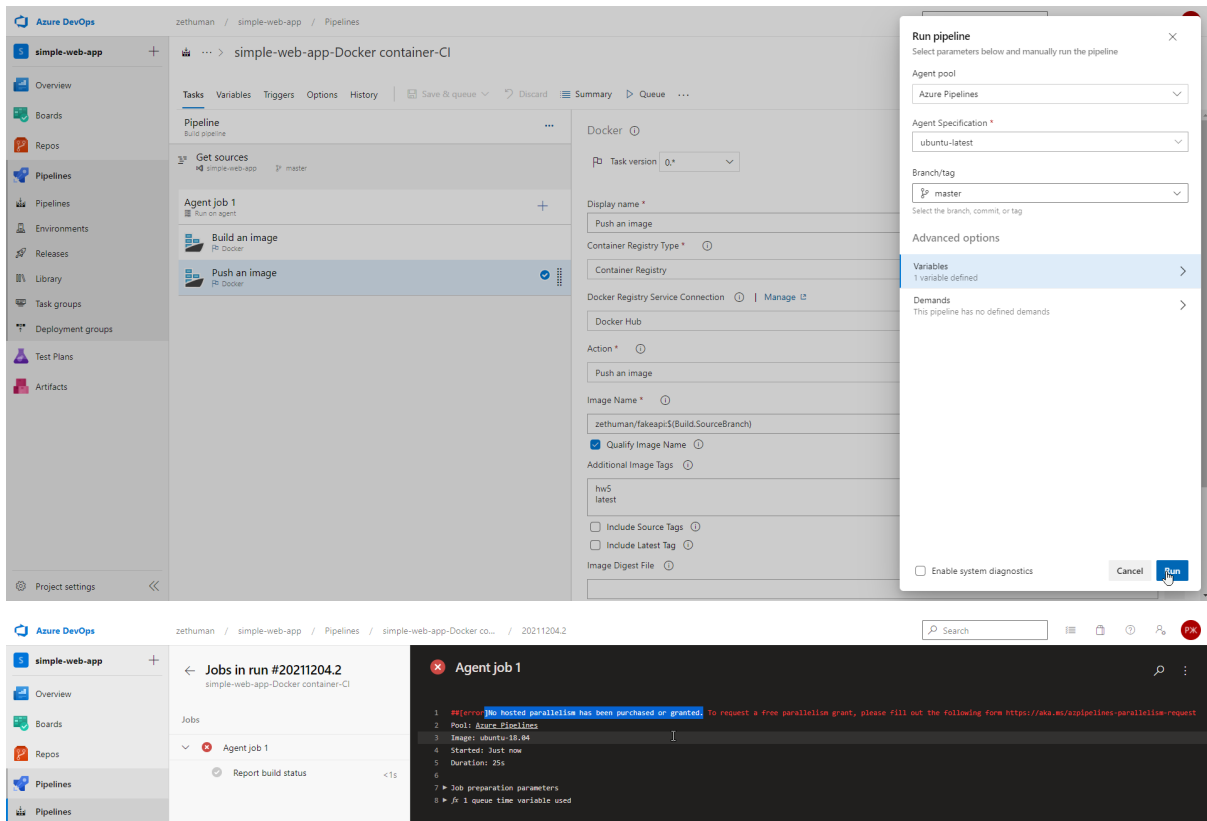 Azure DevOps
zethuman / simple-web-app / Pipelines
S simple-web-app +
Overview
Boards
Repos
Pipelines
Pipelines
Environments
Releases
Library
Task groups
Deployment groups
Test Plans
Artifacts
Project settings
··· > simple-web-app-Docker container-CI
Tasks Variables Triggers Options History Save & queue Discard Summary Queue ···
Pipeline ···
Build pipeline
Get sources
simple-web-app master
Agent job 1 +
Run on agent
Build an image
Docker
Push an image
Docker
Docker
Task version 0.*
Display name *
Push an image
Container Registry Type *
Container Registry
Docker Registry Service Connection | Manage
Docker Hub
Action *
Push an image
Image Name *
zethuman/fakeapi:$(Build.SourceBranch)
Qualify Image Name
Additional Image Tags
hw5
latest
Include Source Tags
Include Latest Tag
Image Digest File
Run pipeline
Select parameters below and manually run the pipeline
Agent pool
Azure Pipelines
Agent Specification *
ubuntu-latest
Branch/tag
master
Select the branch, commit, or tag
Advanced options
Variables
1 variable defined
Demands
This pipeline has no defined demands
Enable system diagnostics
Cancel Run
Azure DevOps
zethuman / simple-web-app / Pipelines / simple-web-app-Docker co... / 20211204.2
Search
РЖ
S simple-web-app +
Overview
Boards
Repos
Pipelines
Pipelines
Jobs in run #20211204.2
simple-web-app-Docker container-CI
Jobs
Agent job 1
Report build status <1s
Agent job 1
1 ##[error]No hosted parallelism has been purchased or granted. To request a free parallelism grant, please fill out the following form https://aka.ms/azpipelines-parallelism-request
2 Pool: Azure Pipelines
3 Image: ubuntu-18.04
4 Started: Just now
5 Duration: 25s
6
7 Job preparation parameters
8 fx 1 queue time variable used